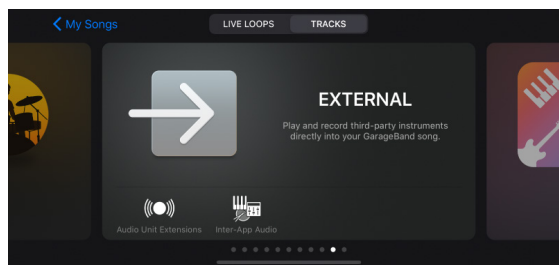 My Songs
LIVE LOOPS
TRACKS
EXTERNAL
Play and record third-party instruments
directly into your GarageBand song.
Audio Unit Extensions
Inter-App Audio